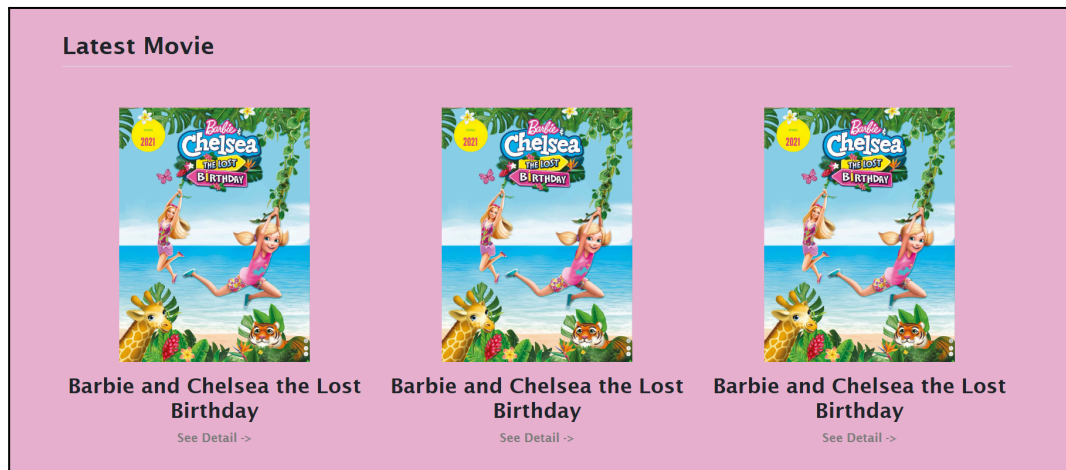 Latest Movie
2021
Barbie &
Chelsea
THE LOST
BIRTHDAY
2021
Barbie &
Chelsea
THE LOST
BIRTHDAY
2021
Barbie &
Chelsea
THE LOST
BIRTHDAY
Barbie and Chelsea the Lost
Birthday
See Detail ->
Barbie and Chelsea the Lost
Birthday
See Detail ->
Barbie and Chelsea the Lost
Birthday
See Detail ->